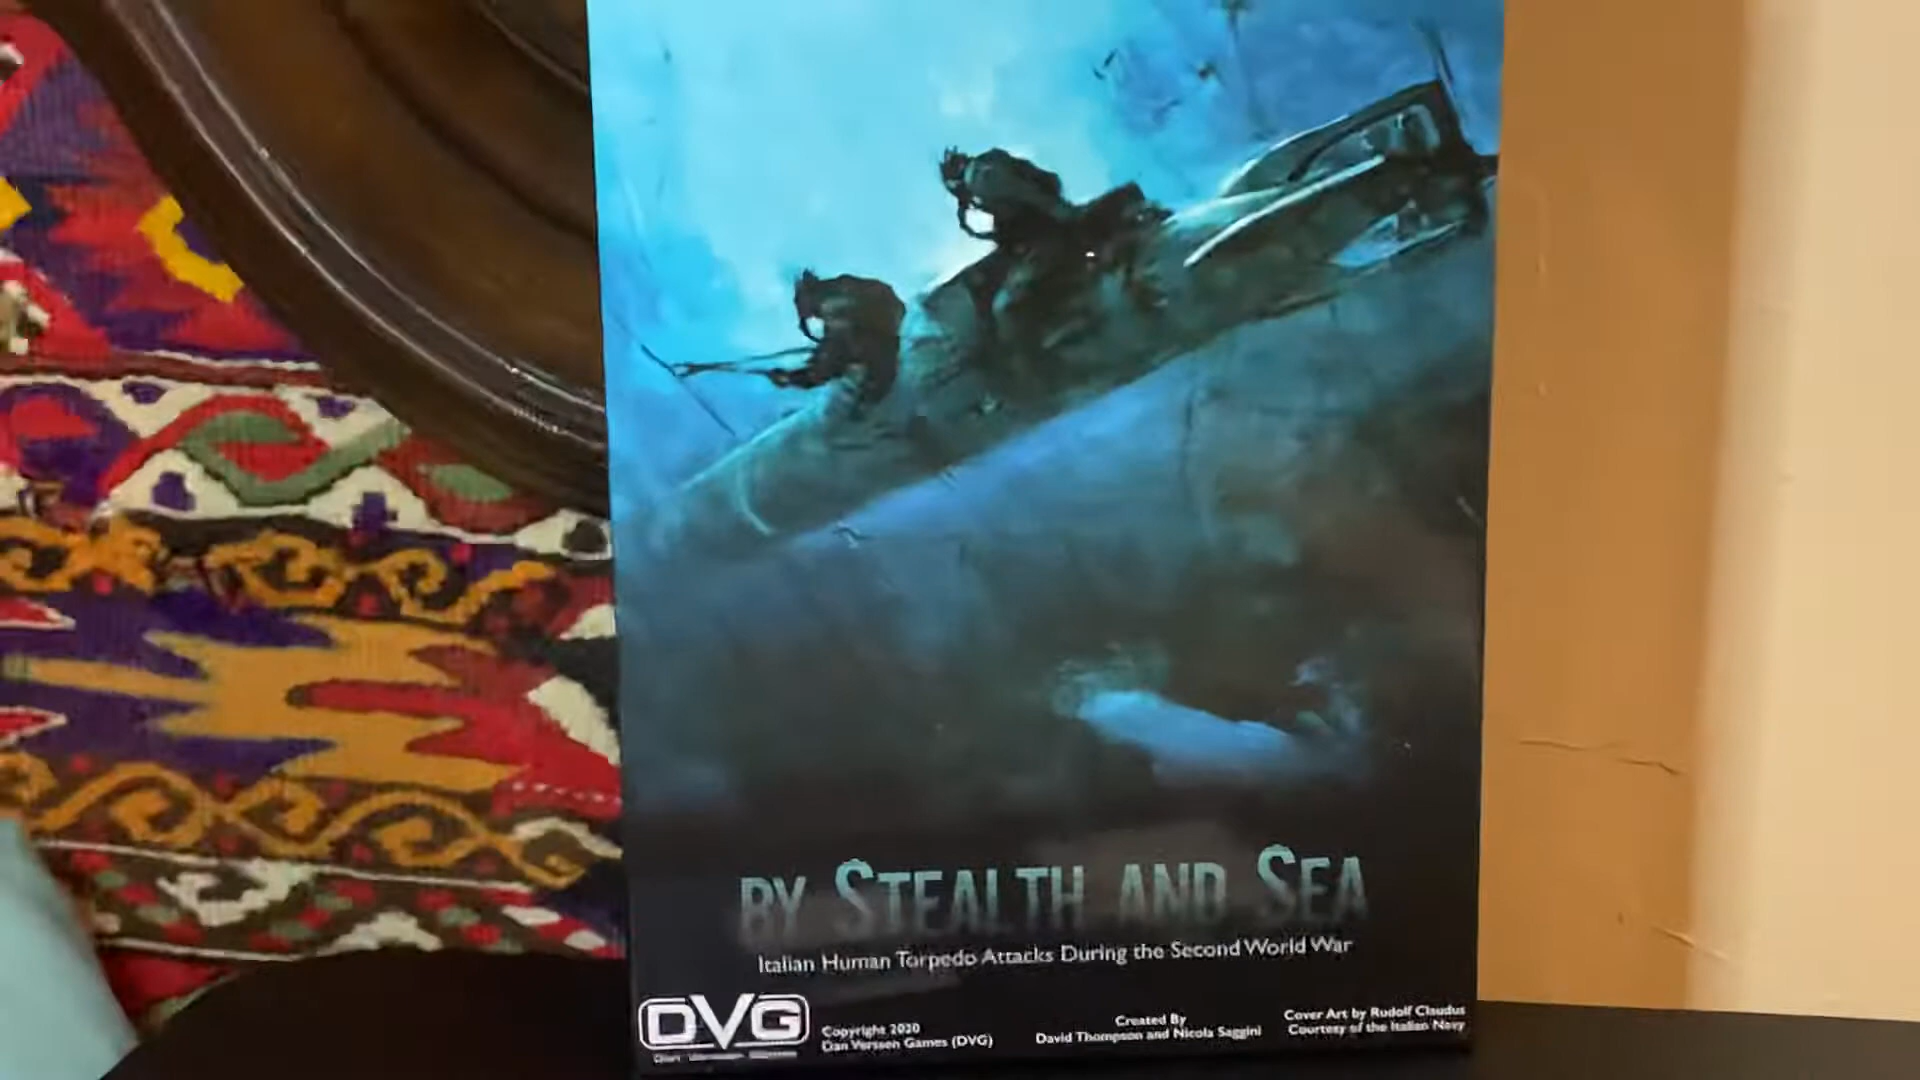 BY STEALTH AND SEA
Italian Human Torpedo Attacks During the Second World War
DVG
Copyright 2020
Dan Verssen Games (DVG)
Created By
David Thompson and Nicola Saggini
Cover Art by Rudolf Claudus
Courtesy of the Italian Navy